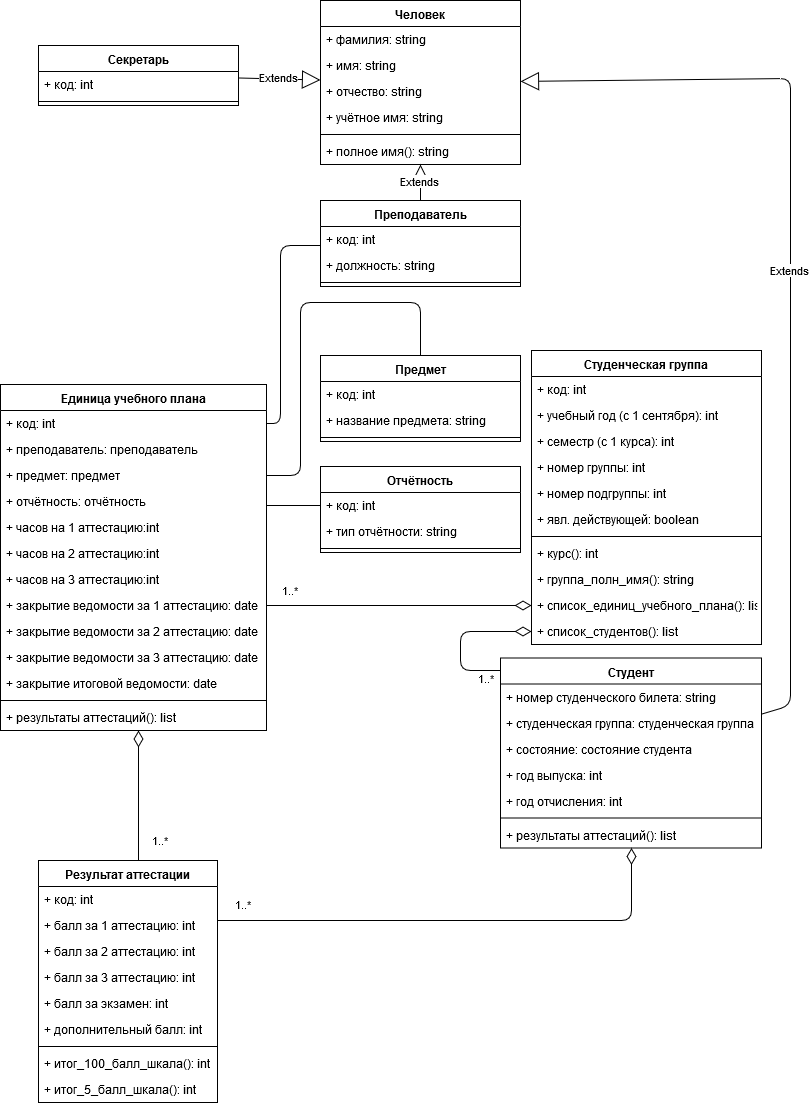 Человек
+ фамилия: string
+ имя: string
+ отчество: string
+ учётное имя: string
+ полное имя(): string
Секретарь
+ код: int
Extends
Extends
Extends
Преподаватель
+ код: int
+ должность: string
Предмет
+ код: int
+ название предмета: string
Отчётность
+ код: int
+ тип отчётности: string
Студенческая группа
+ код: int
+ учебный год (с 1 сентября): int
+ семестр (с 1 курса): int
+ номер группы: int
+ номер подгруппы: int
+ явл. действующей: boolean
+ курс(): int
+ группа_полн_имя(): string
+ список_единиц_учебного_плана(): lis
+ список_студентов(): list
Единица учебного плана
+ код: int
+ преподаватель: преподаватель
+ предмет: предмет
+ отчётность: отчётность
+ часов на 1 аттестацию:int
+ часов на 2 аттестацию:int
+ часов на 3 аттестацию:int
+ закрытие ведомости за 1 аттестацию: date
+ закрытие ведомости за 2 аттестацию: date
+ закрытие ведомости за 3 аттестацию: date
+ закрытие итоговой ведомости: date
+ результаты аттестаций(): list
1..*
1..*
Студент
+ номер студенческого билета: string
+ студенческая группа: студенческая группа
+ состояние: состояние студента
+ год выпуска: int
+ год отчисления: int
+ результаты аттестаций(): list
1..*
1..*
Результат аттестации
+ код: int
+ балл за 1 аттестацию: int
+ балл за 2 аттестацию: int
+ балл за 3 аттестацию: int
+ балл за экзамен: int
+ дополнительный балл: int
+ итог_100_балл_шкала(): int
+ итог_5_балл_шкала(): int